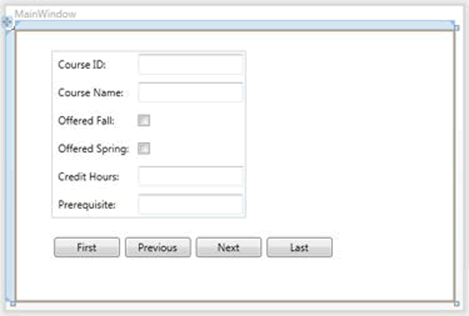 MainWindow
Course ID:
Course Name:
Offered Fall:
Offered Spring:
Credit Hours:
Prerequisite:
First Previous Next Last